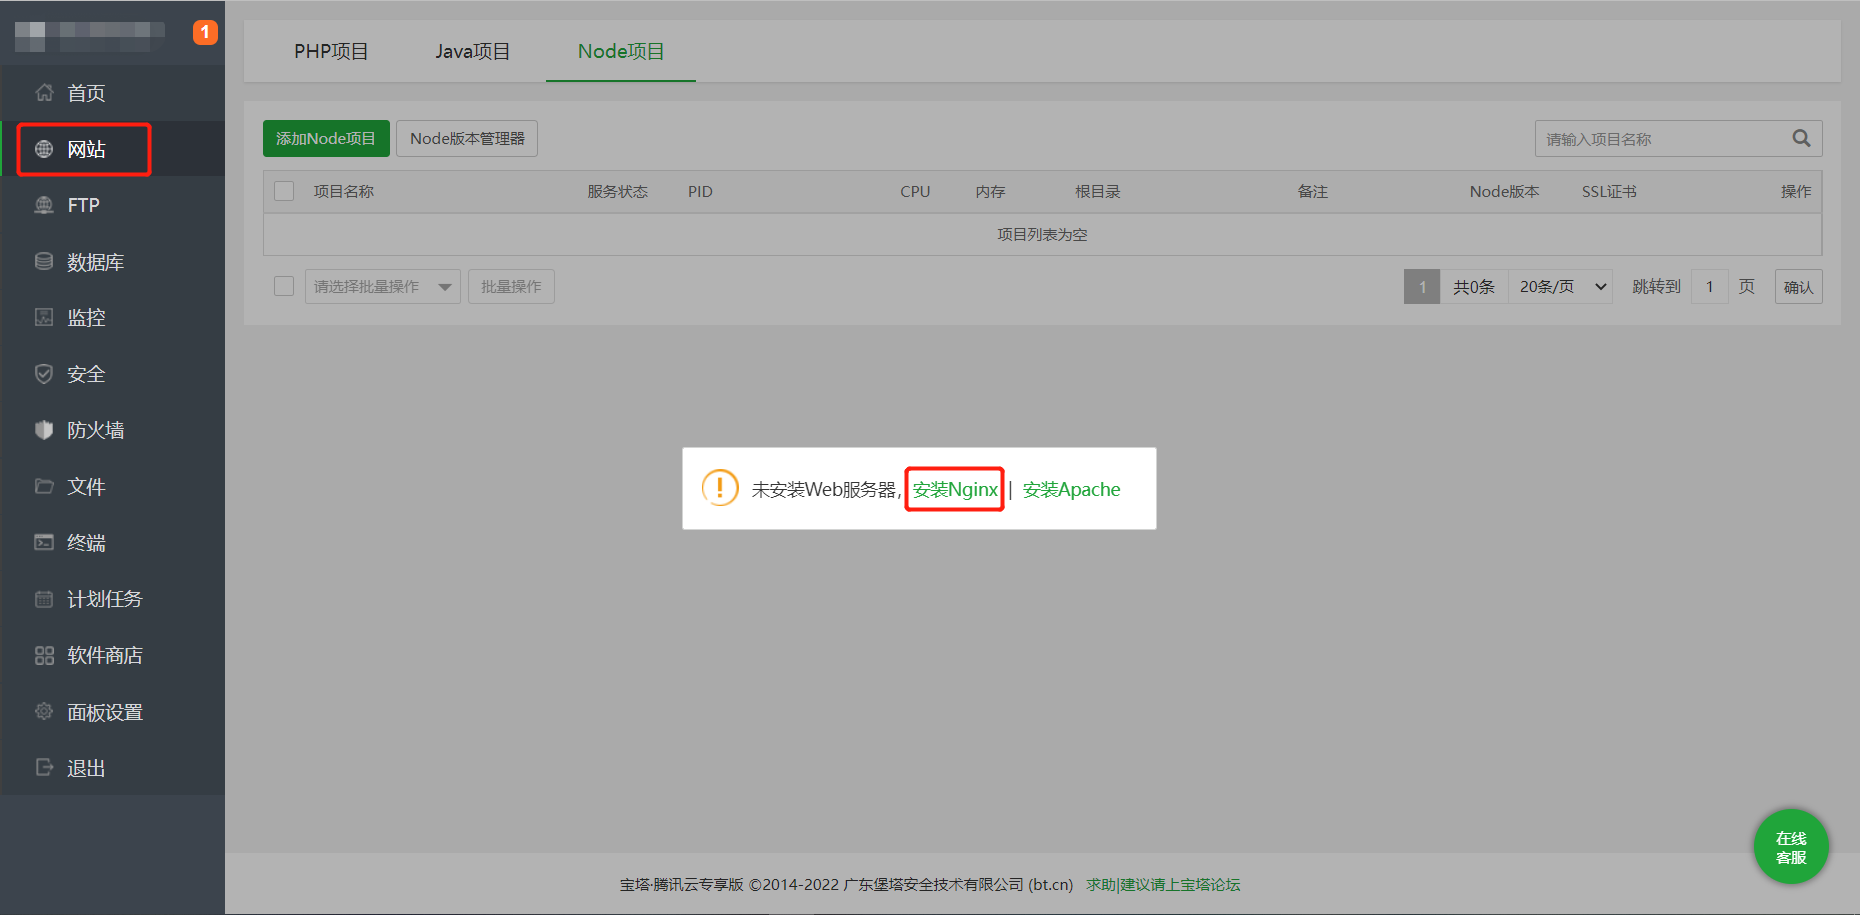 1
首页
网站
FTP
数据库
监控
安全
防火墙
文件
终端
计划任务
软件商店
面板设置
退出
PHP项目 Java项目 Node项目
添加Node项目 Node版本管理器 请输入项目名称
项目名称 服务状态 PID CPU 内存 根目录 备注 Node版本 SSL证书 操作
项目列表为空
请选择批量操作 批量操作 1 共0条 20条/页 跳转到 1 页 确认
未安装Web服务器, 安装Nginx | 安装Apache
在线
客服
宝塔·腾讯云专享版 ©2014-2022 广东堡塔安全技术有限公司 (bt.cn) 求助|建议请上宝塔论坛